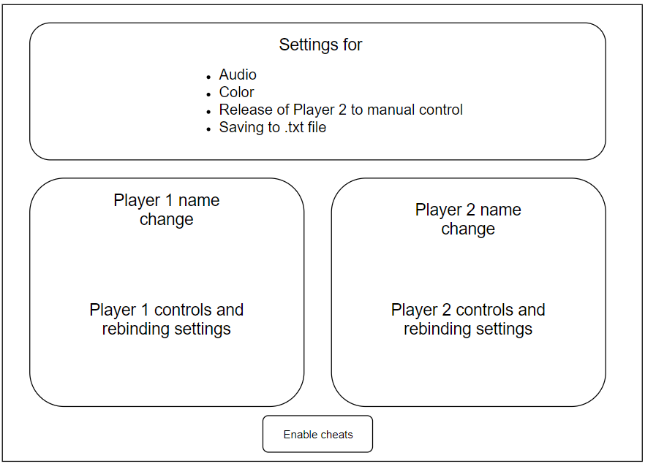 Settings for
Audio
Color
Release of Player 2 to manual control
Saving to .txt file
Player 1 name
change
Player 1 controls and
rebinding settings
Player 2 name
change
Player 2 controls and
rebinding settings
Enable cheats